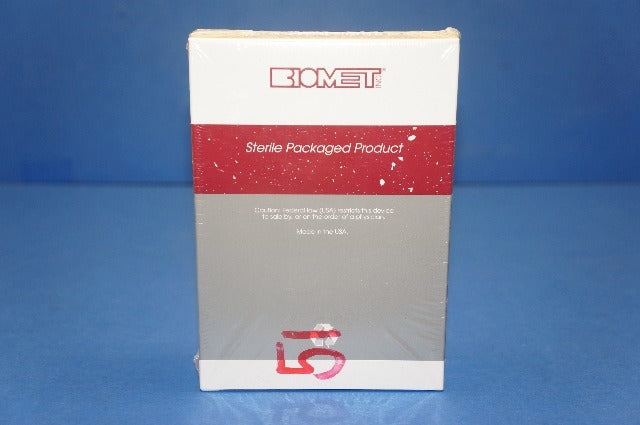 BIOMET INC.
Sterile Packaged Product
Caution: Federal law (USA) restricts this device
to sale by, or on the order of a physician.
Made in the USA.